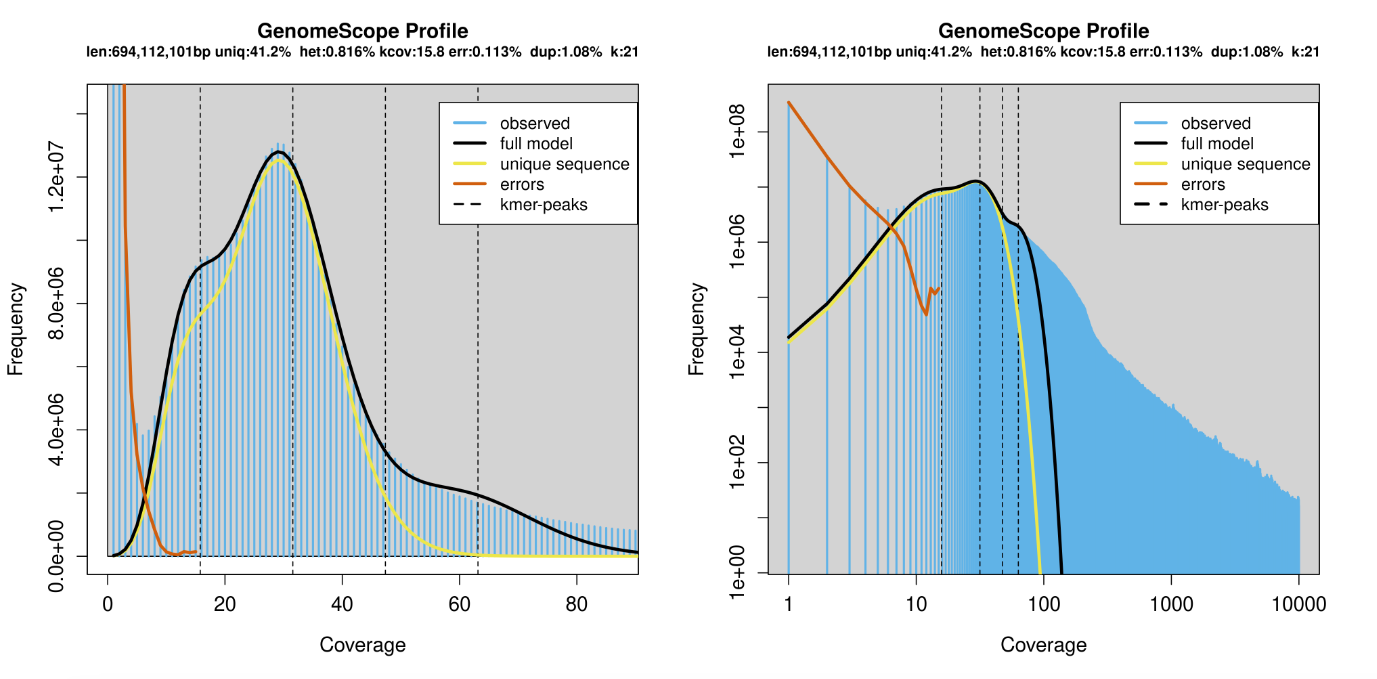 GenomeScope Profile
len:694,112,101bp uniq:41.2% het:0.816% kcov:15.8 err:0.113% dup:1.08% k:21
observed
full model
unique sequence
errors
kmer-peaks
Frequency
0.0e+00
4.0e+06
8.0e+06
1.2e+07
0
20
40
60
80
Coverage
GenomeScope Profile
len:694,112,101bp uniq:41.2% het:0.816% kcov:15.8 err:0.113% dup:1.08% k:21
observed
full model
unique sequence
errors
kmer-peaks
Frequency
1e+00
1e+02
1e+04
1e+06
1e+08
1
10
100
1000
10000
Coverage